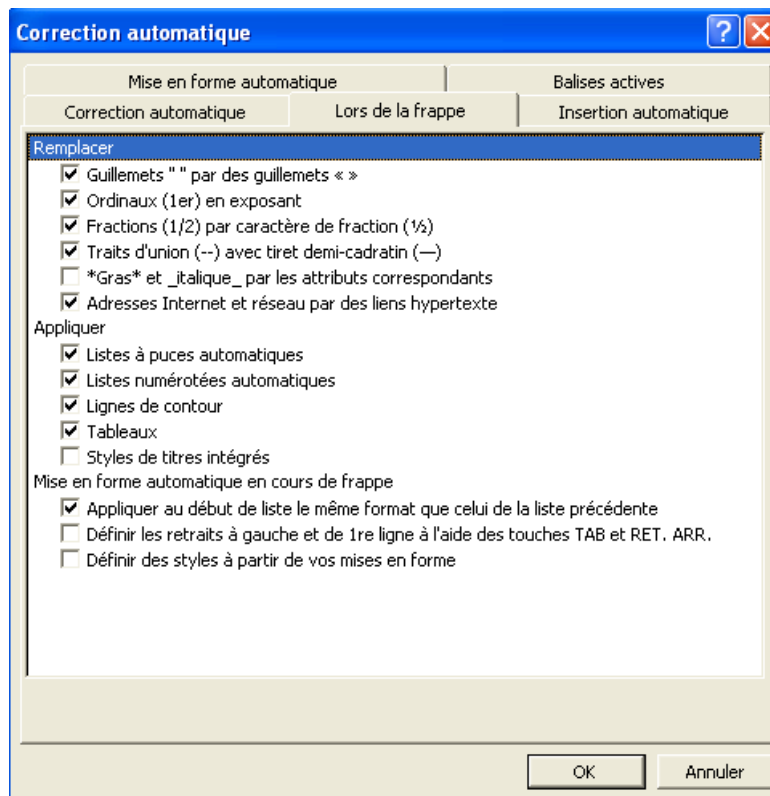 Correction automatique
Mise en forme automatique
Balises actives
Correction automatique
Lors de la frappe
Insertion automatique
Remplacer
Guillemets " " par des guillemets « »
Ordinaux (1er) en exposant
Fractions (1/2) par caractère de fraction (½)
Traits d'union (--) avec tiret demi-cadratin (—)
*Gras* et _italique_ par les attributs correspondants
Adresses Internet et réseau par des liens hypertexte
Appliquer
Listes à puces automatiques
Listes numérotées automatiques
Lignes de contour
Tableaux
Styles de titres intégrés
Mise en forme automatique en cours de frappe
Appliquer au début de liste le même format que celui de la liste précédente
Définir les retraits à gauche et de 1re ligne à l'aide des touches TAB et RET. ARR.
Définir des styles à partir de vos mises en forme
OK
Annuler